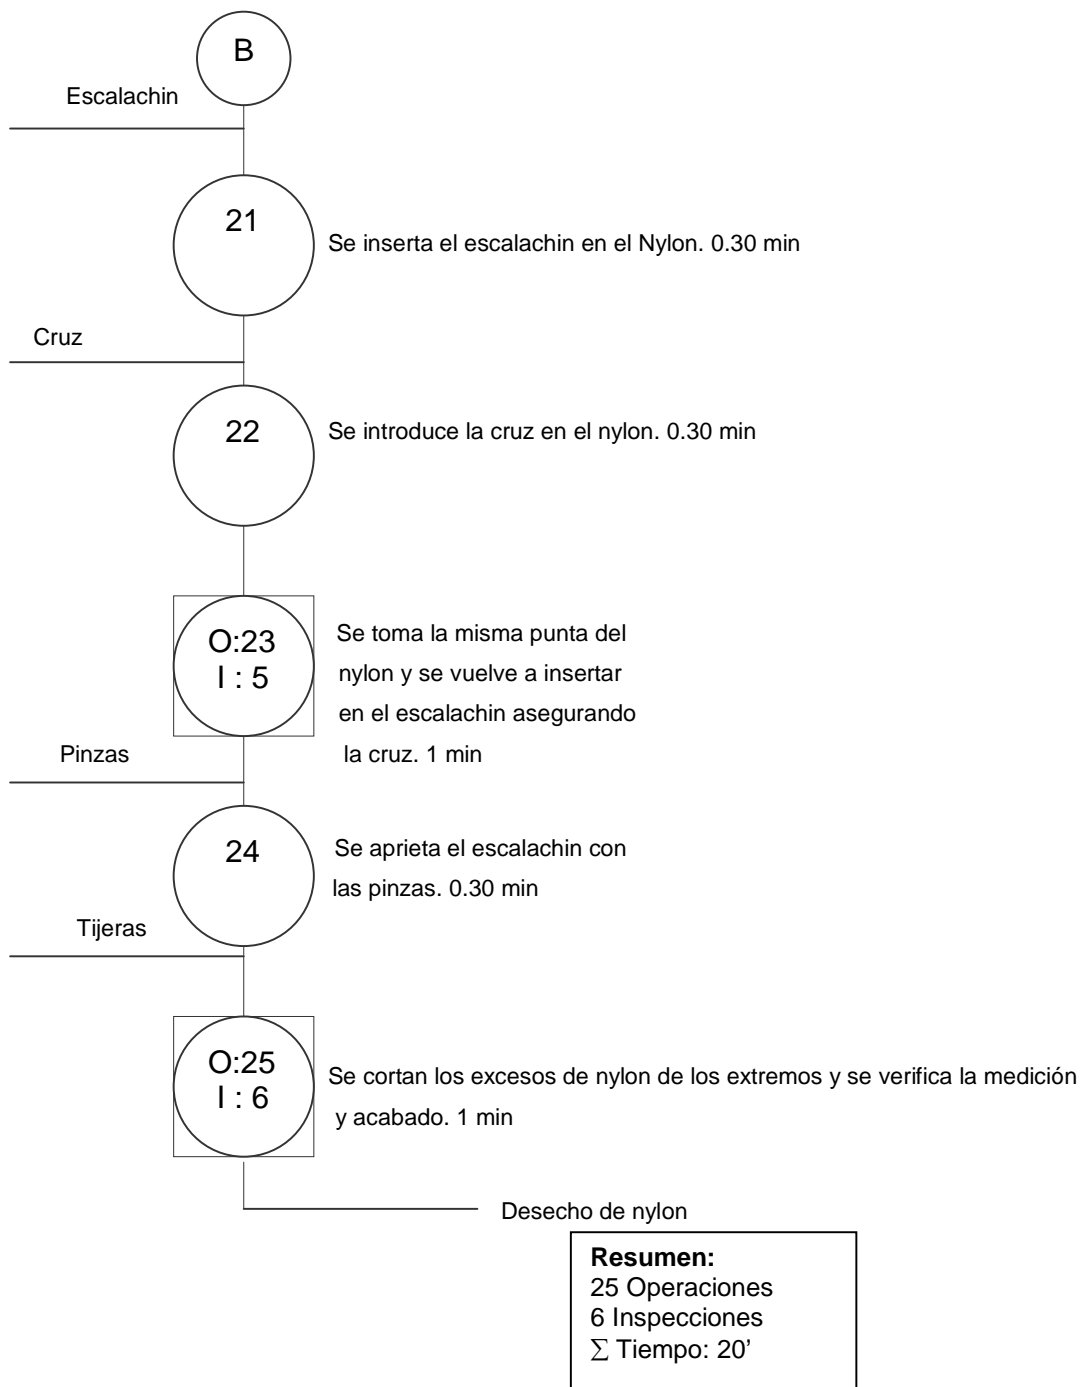 B
Escalachin
21
Se inserta el escalachin en el Nylon. 0.30 min
Cruz
22
Se introduce la cruz en el nylon. 0.30 min
O:23
I : 5
Se toma la misma punta del
nylon y se vuelve a insertar
en el escalachin asegurando
la cruz. 1 min
Pinzas
24
Se aprieta el escalachin con
las pinzas. 0.30 min
Tijeras
O:25
I : 6
Se cortan los excesos de nylon de los extremos y se verifica la medición
y acabado. 1 min
Desecho de nylon
Resumen:
25 Operaciones
6 Inspecciones
∑ Tiempo: 20’